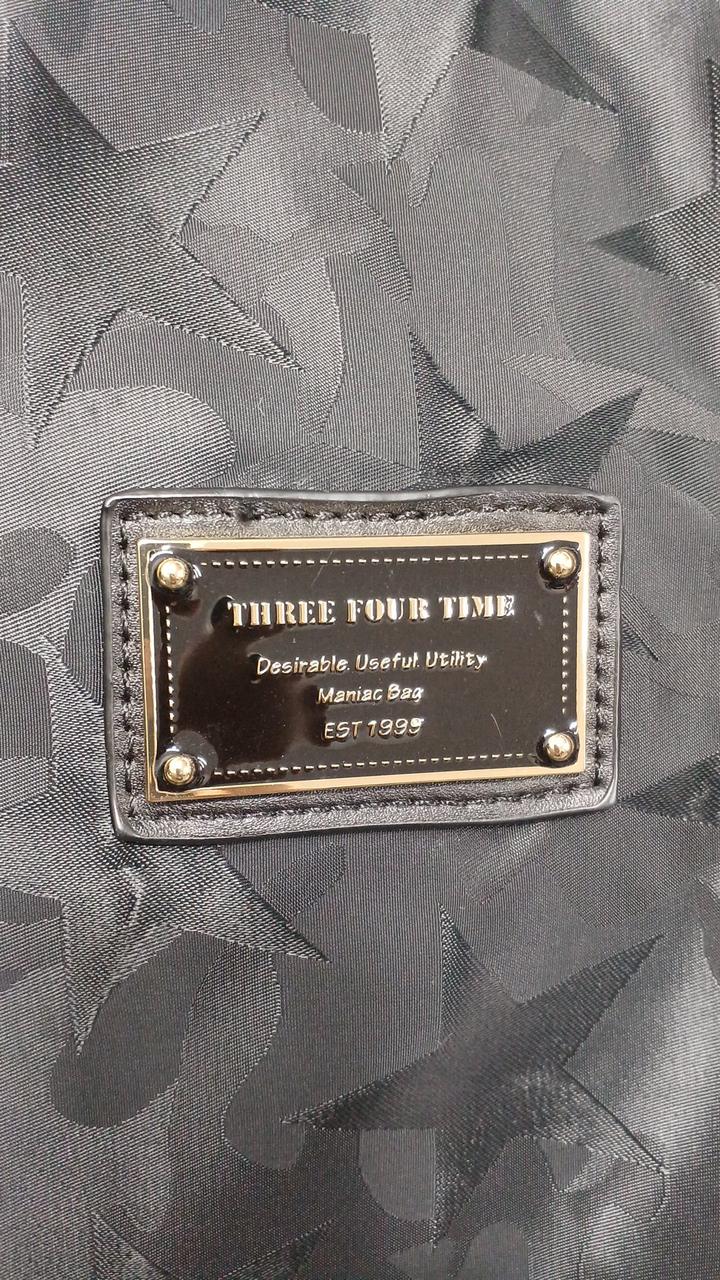 THREE FOUR TIME
Desirable Useful Utility
Maniac Bag
EST 1999